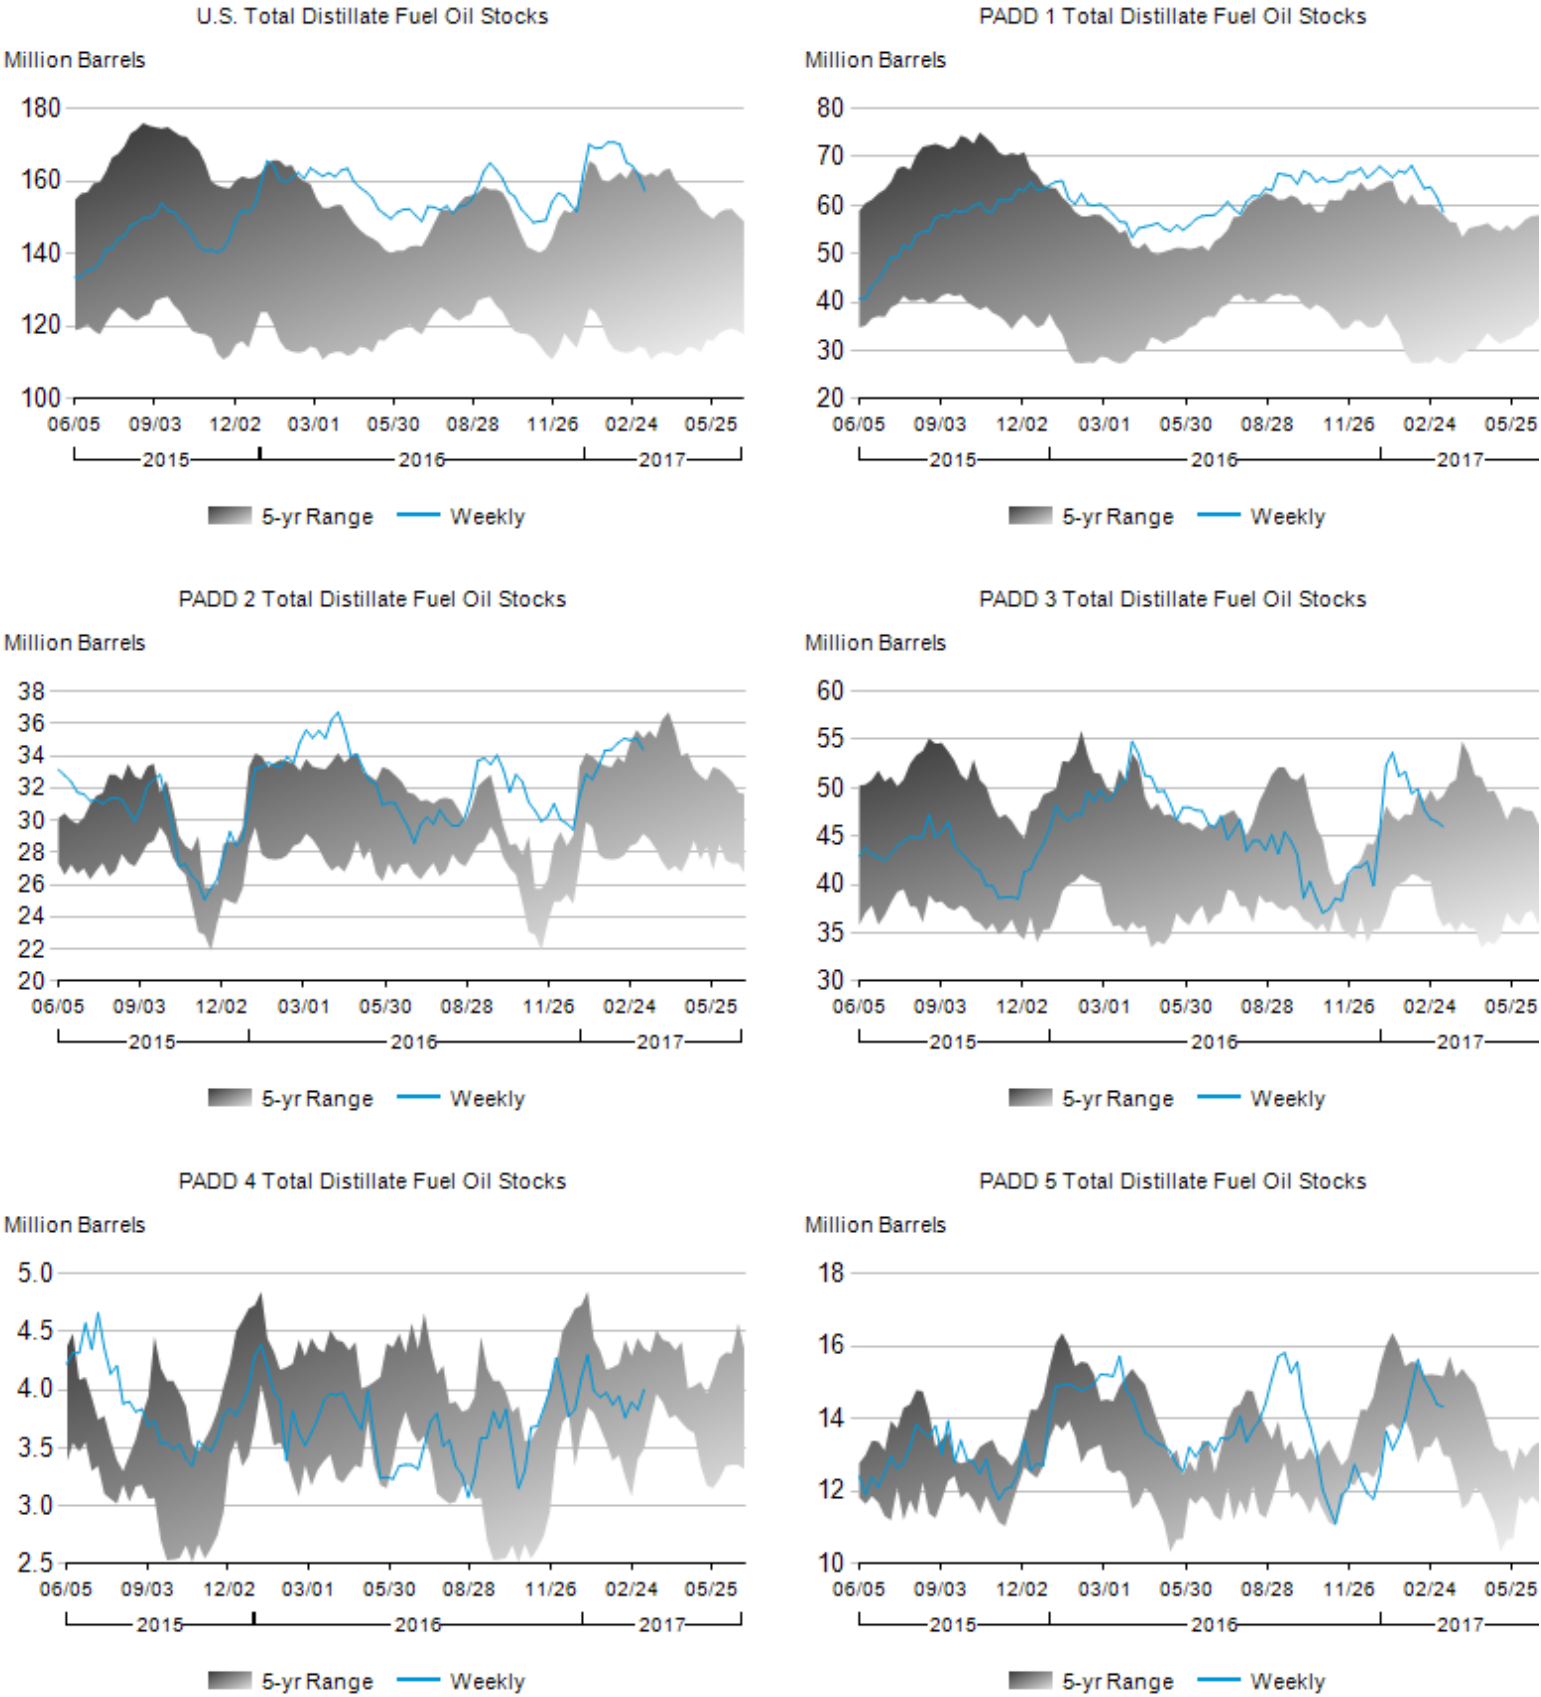 U.S. Total Distillate Fuel Oil Stocks
Million Barrels
180
160
140
120
100
06/05 09/03 12/02 03/01 05/30 08/28 11/26 02/24 05/25
2015 2016 2017
5-yr Range Weekly
PADD 1 Total Distillate Fuel Oil Stocks
Million Barrels
80
70
60
50
40
30
20
06/05 09/03 12/02 03/01 05/30 08/28 11/26 02/24 05/25
2015 2016 2017
5-yr Range Weekly
PADD 2 Total Distillate Fuel Oil Stocks
Million Barrels
38
36
34
32
30
28
26
24
22
20
06/05 09/03 12/02 03/01 05/30 08/28 11/26 02/24 05/25
2015 2016 2017
5-yr Range Weekly
PADD 3 Total Distillate Fuel Oil Stocks
Million Barrels
60
55
50
45
40
35
30
06/05 09/03 12/02 03/01 05/30 08/28 11/26 02/24 05/25
2015 2016 2017
5-yr Range Weekly
PADD 4 Total Distillate Fuel Oil Stocks
Million Barrels
5.0
4.5
4.0
3.5
3.0
2.5
06/05 09/03 12/02 03/01 05/30 08/28 11/26 02/24 05/25
2015 2016 2017
5-yr Range Weekly
PADD 5 Total Distillate Fuel Oil Stocks
Million Barrels
18
16
14
12
10
06/05 09/03 12/02 03/01 05/30 08/28 11/26 02/24 05/25
2015 2016 2017
5-yr Range Weekly